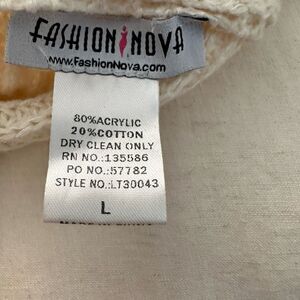 FASHION NOVA
www.FashionNova.com
80%ACRYLIC
20%COTTON
DRY CLEAN ONLY
RN NO.:135586
PO NO.:57782
STYLE NO.:LT30043
L